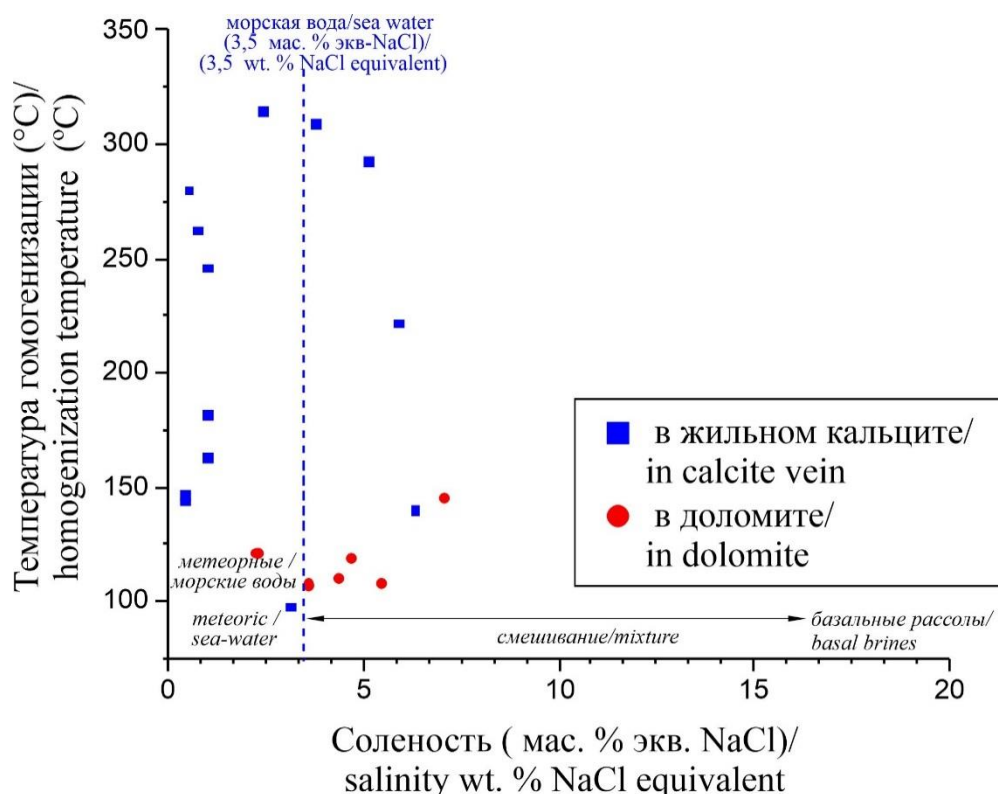 морская вода/sea water
(3,5 мас. % экв-NaCl)/
(3,5 wt. % NaCl equivalent)
Температура гомогенизации (°C)/
homogenization temperature (ºC)
350
300
250
200
150
100
в жильном кальците/
in calcite vein
в доломите/
in dolomite
метеорные /
морские воды
meteoric /
sea-water
смешивание/mixture
базальные рассолы/
basal brines
0
5
10
15
20
Соленость ( мас. % экв. NaCl)/
salinity wt. % NaCl equivalent